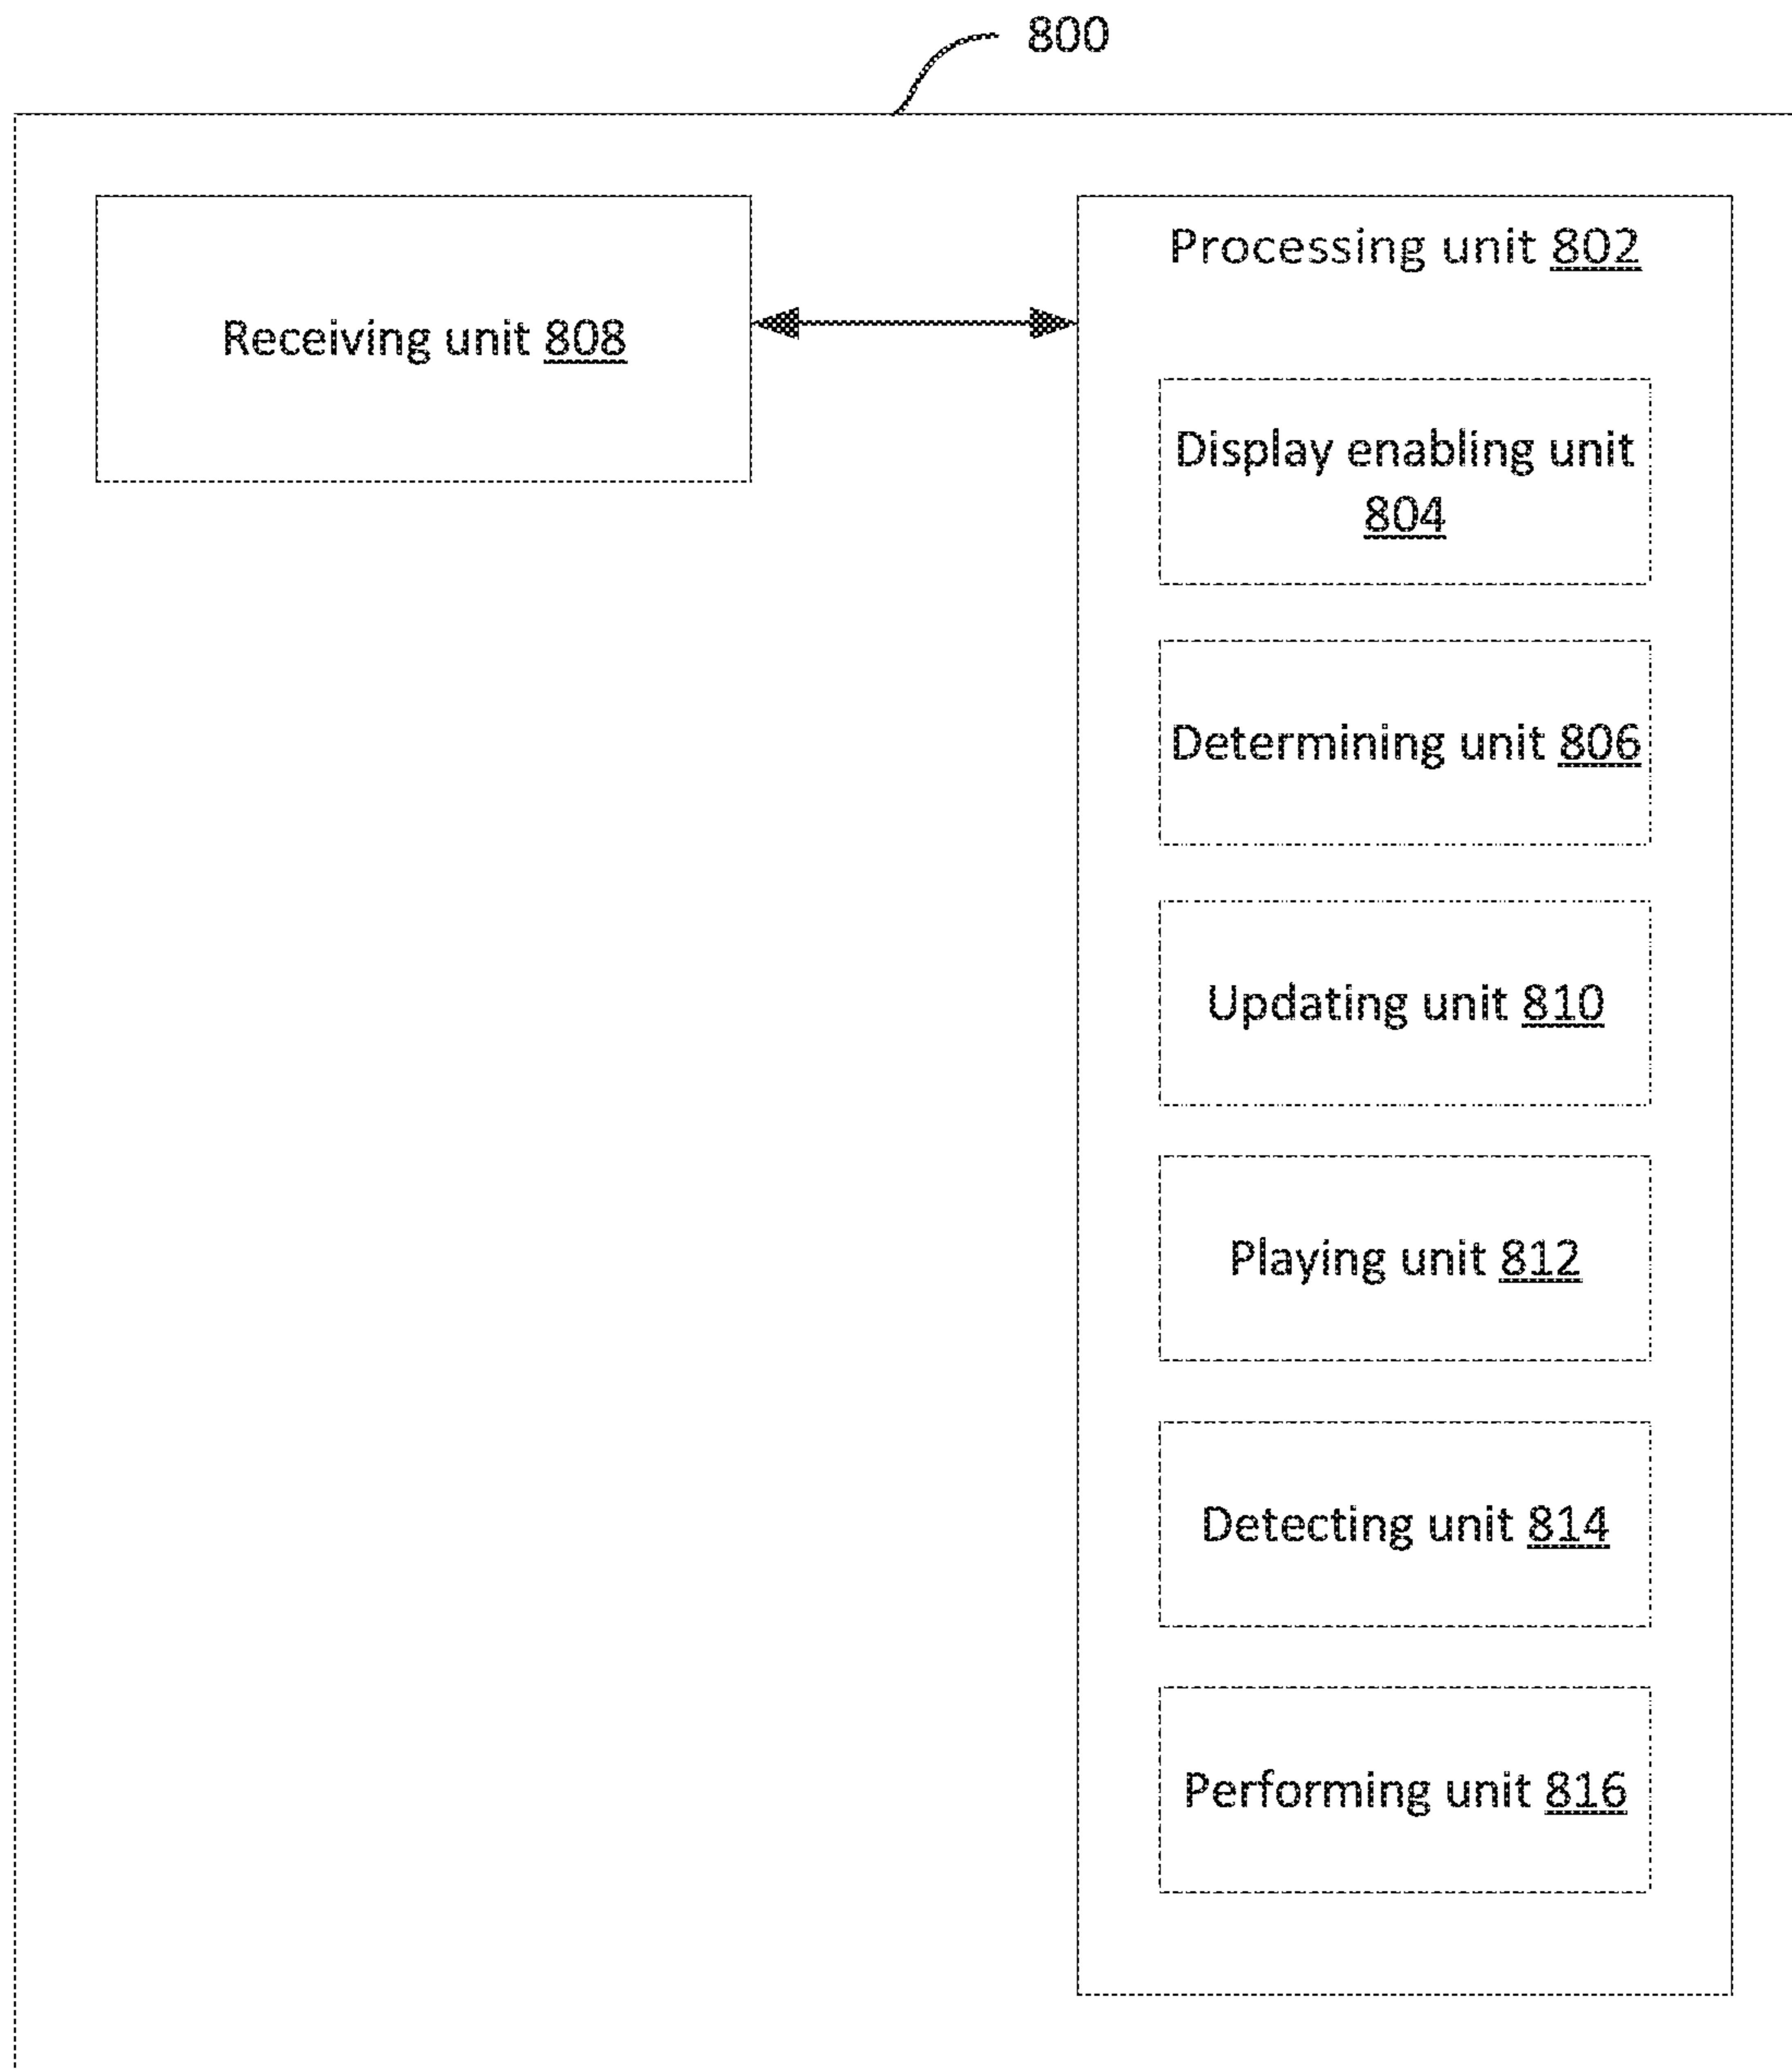 800
Receiving unit 808
Processing unit 802
Display enabling unit
804
Determining unit 806
Updating unit 810
Playing unit 812
Detecting unit 814
Performing unit 816